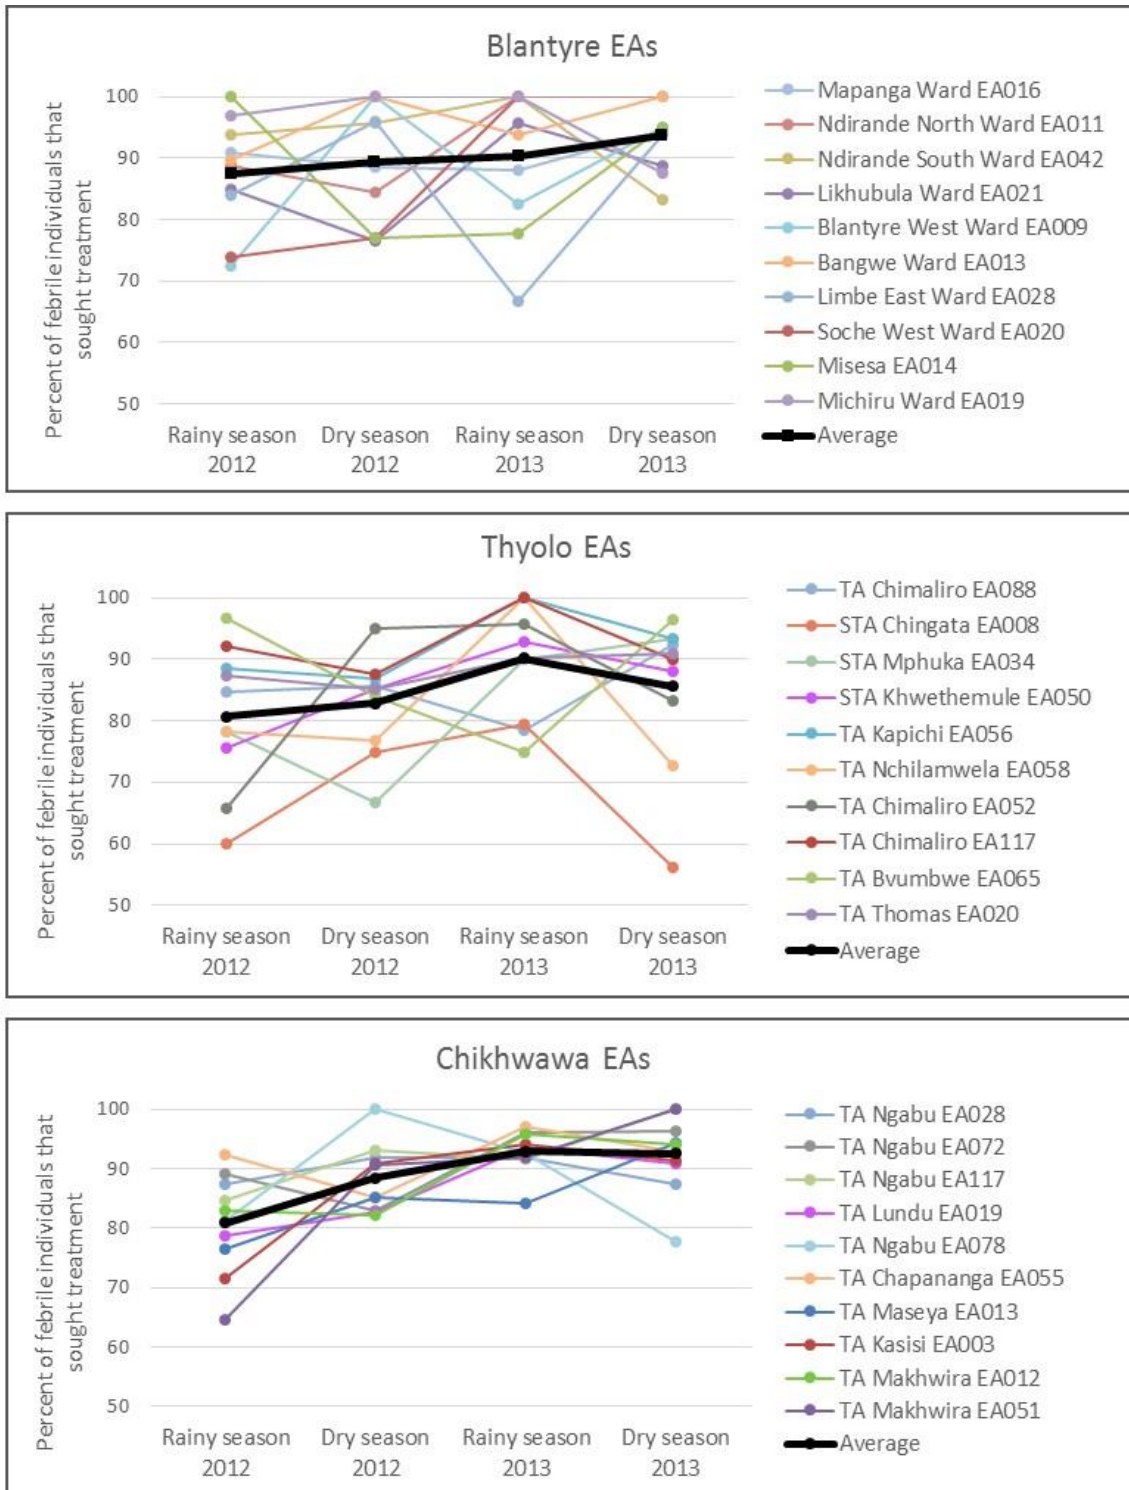 Blantyre EAs
Percent of febrile individuals that
sought treatment
100
90
80
70
60
50
Rainy season
2012
Dry season
2012
Rainy season
2013
Dry season
2013
Mapanga Ward EA016
Ndirande North Ward EA011
Ndirande South Ward EA042
Likhubula Ward EA021
Blantyre West Ward EA009
Bangwe Ward EA013
Limbe East Ward EA028
Soche West Ward EA020
Misesa EA014
Michiru Ward EA019
Average
Thyolo EAs
Percent of febrile individuals that
sought treatment
100
90
80
70
60
50
Rainy season
2012
Dry season
2012
Rainy season
2013
Dry season
2013
TA Chimaliro EA088
STA Chingata EA008
STA Mphuka EA034
STA Khwethemule EA050
TA Kapichi EA056
TA Nchilamwela EA058
TA Chimaliro EA052
TA Chimaliro EA117
TA Bvumbwe EA065
TA Thomas EA020
Average
Chikhwawa EAs
Percent of febrile individuals that
sought treatment
100
90
80
70
60
50
Rainy season
2012
Dry season
2012
Rainy season
2013
Dry season
2013
TA Ngabu EA028
TA Ngabu EA072
TA Ngabu EA117
TA Lundu EA019
TA Ngabu EA078
TA Chapananga EA055
TA Maseya EA013
TA Kasisi EA003
TA Makhwira EA012
TA Makhwira EA051
Average